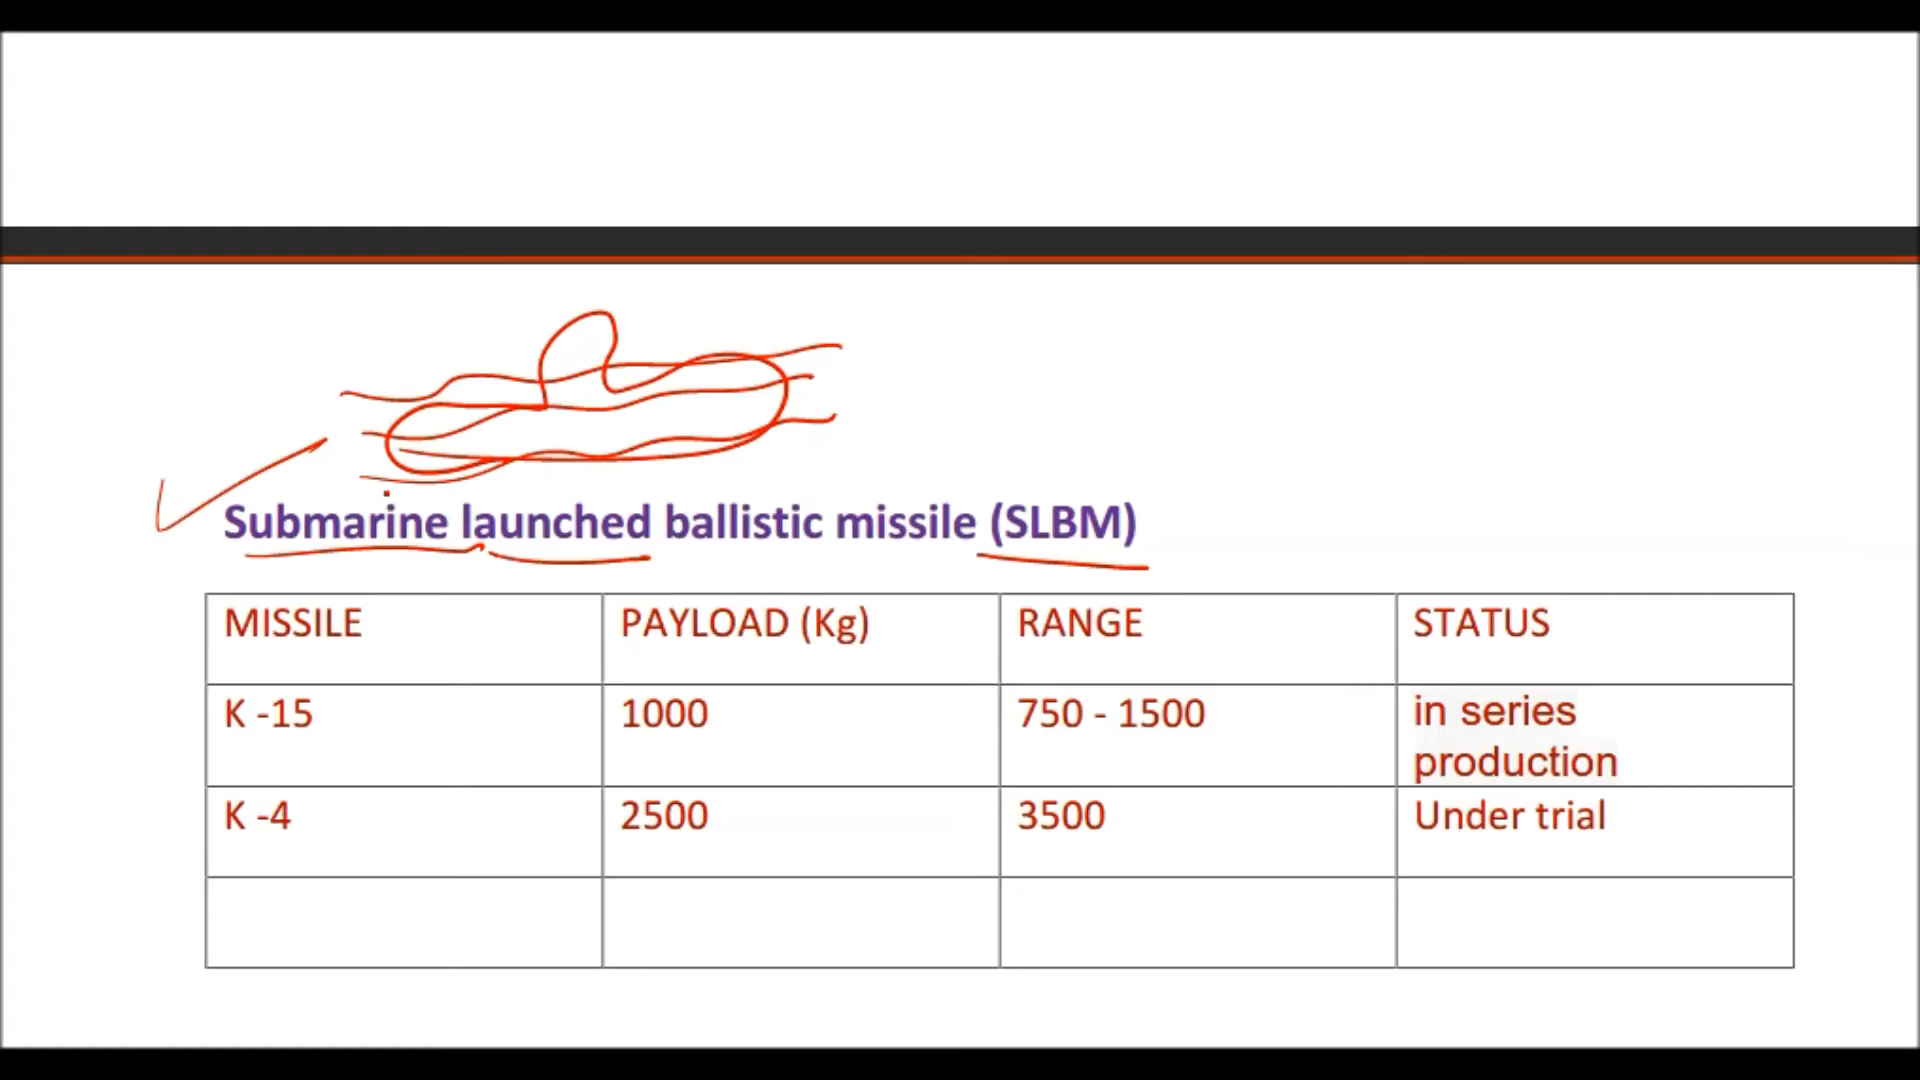 Submarine launched ballistic missile (SLBM)
MISSILE PAYLOAD (Kg) RANGE STATUS
K -15 1000 750 - 1500 in series
production
K -4 2500 3500 Under trial